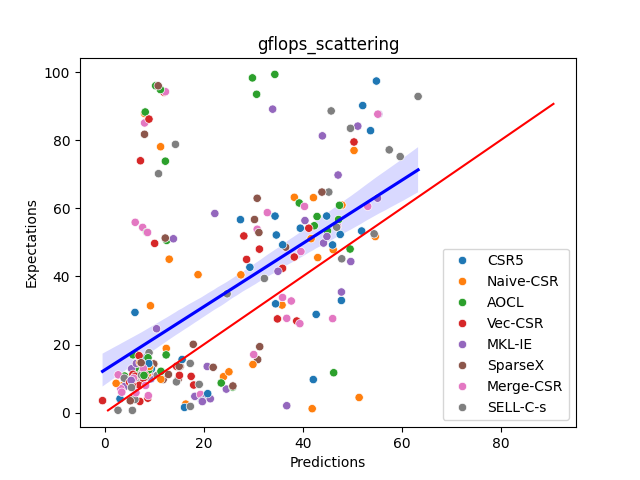 gflops_scattering
Expectations
100
80
60
40
20
0
0
20
40
60
80
Predictions
CSR5
Naive-CSR
AOCL
Vec-CSR
MKL-IE
SparseX
Merge-CSR
SELL-C-s